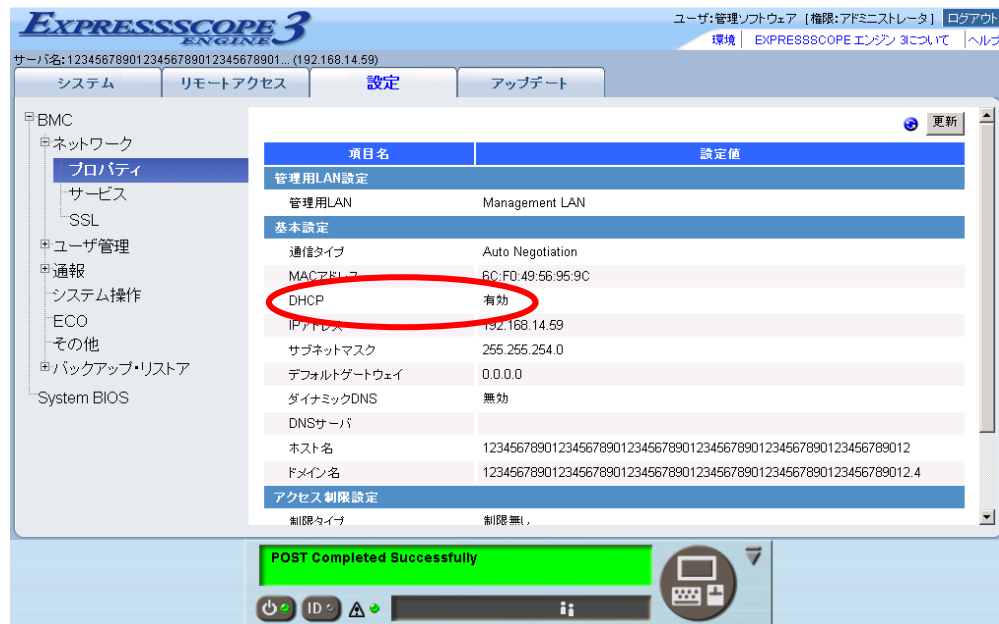 EXPRESSSCOPE
ENGINE 3
ユーザ:管理ソフトウェア [権限:アドミニストレータ] ログアウト
環境 EXPRESSSCOPE エンジン 3について ヘルプ
サーバ名:1234567890123456789012345678901... (192.168.14.59)
システム リモートアクセス 設定 アップデート
BMC
ネットワーク
プロパティ
サービス
SSL
ユーザ管理
通報
システム操作
ECO
その他
バックアップ・リストア
System BIOS
更新
項目名 設定値
管理用LAN設定
管理用LAN Management LAN
基本設定
通信タイプ Auto Negotiation
MACアドレス 6C:F0:49:56:95:9C
DHCP 有効
IPアドレス 192.168.14.59
サブネットマスク 255.255.254.0
デフォルトゲートウェイ 0.0.0.0
ダイナミックDNS 無効
DNSサーバ
ホスト名 12345678901234567890123456789012345678901234567890123456789012
ドメイン名 12345678901234567890123456789012345678901234567890123456789012.4
アクセス制限設定
制限タイプ 制限無し
POST Completed Successfully
ID